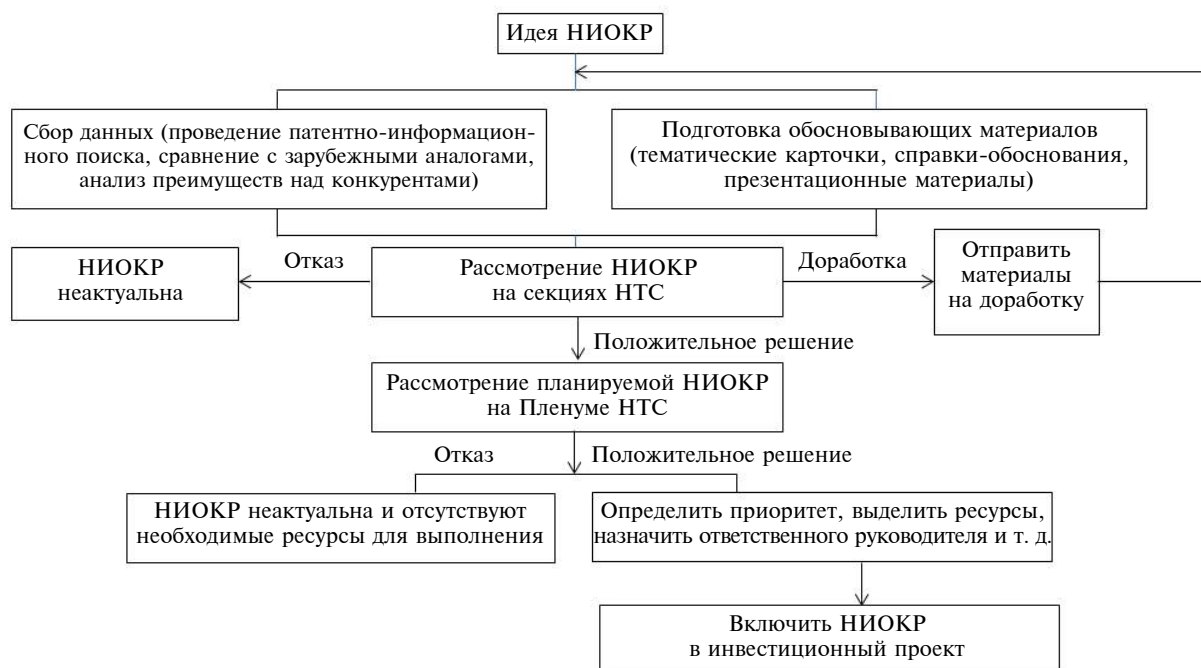 Идея НИОКР
Сбор данных (проведение патентно-информацион-
ного поиска, сравнение с зарубежными аналогами,
анализ преимуществ над конкурентами)
Подготовка обосновывающих материалов
(тематические карточки, справки-обоснования,
презентационные материалы)
НИОКР
неактуальна
Отказ
Рассмотрение НИОКР
на секциях НТС
Доработка
Отправить
материалы
на доработку
Положительное решение
Рассмотрение планируемой НИОКР
на Пленуме НТС
Отказ
Положительное решение
НИОКР неактуальна и отсутствуют
необходимые ресурсы для выполнения
Определить приоритет, выделить ресурсы,
назначить ответственного руководителя и т. д.
Включить НИОКР
в инвестиционный проект